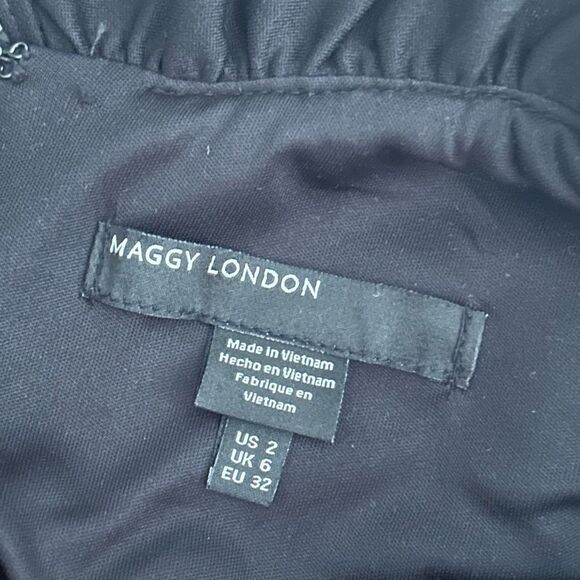 MAGGY LONDON
Made in Vietnam
Hecho en Vietnam
Fabrique en
Vietnam
US 2
UK 6
EU 32